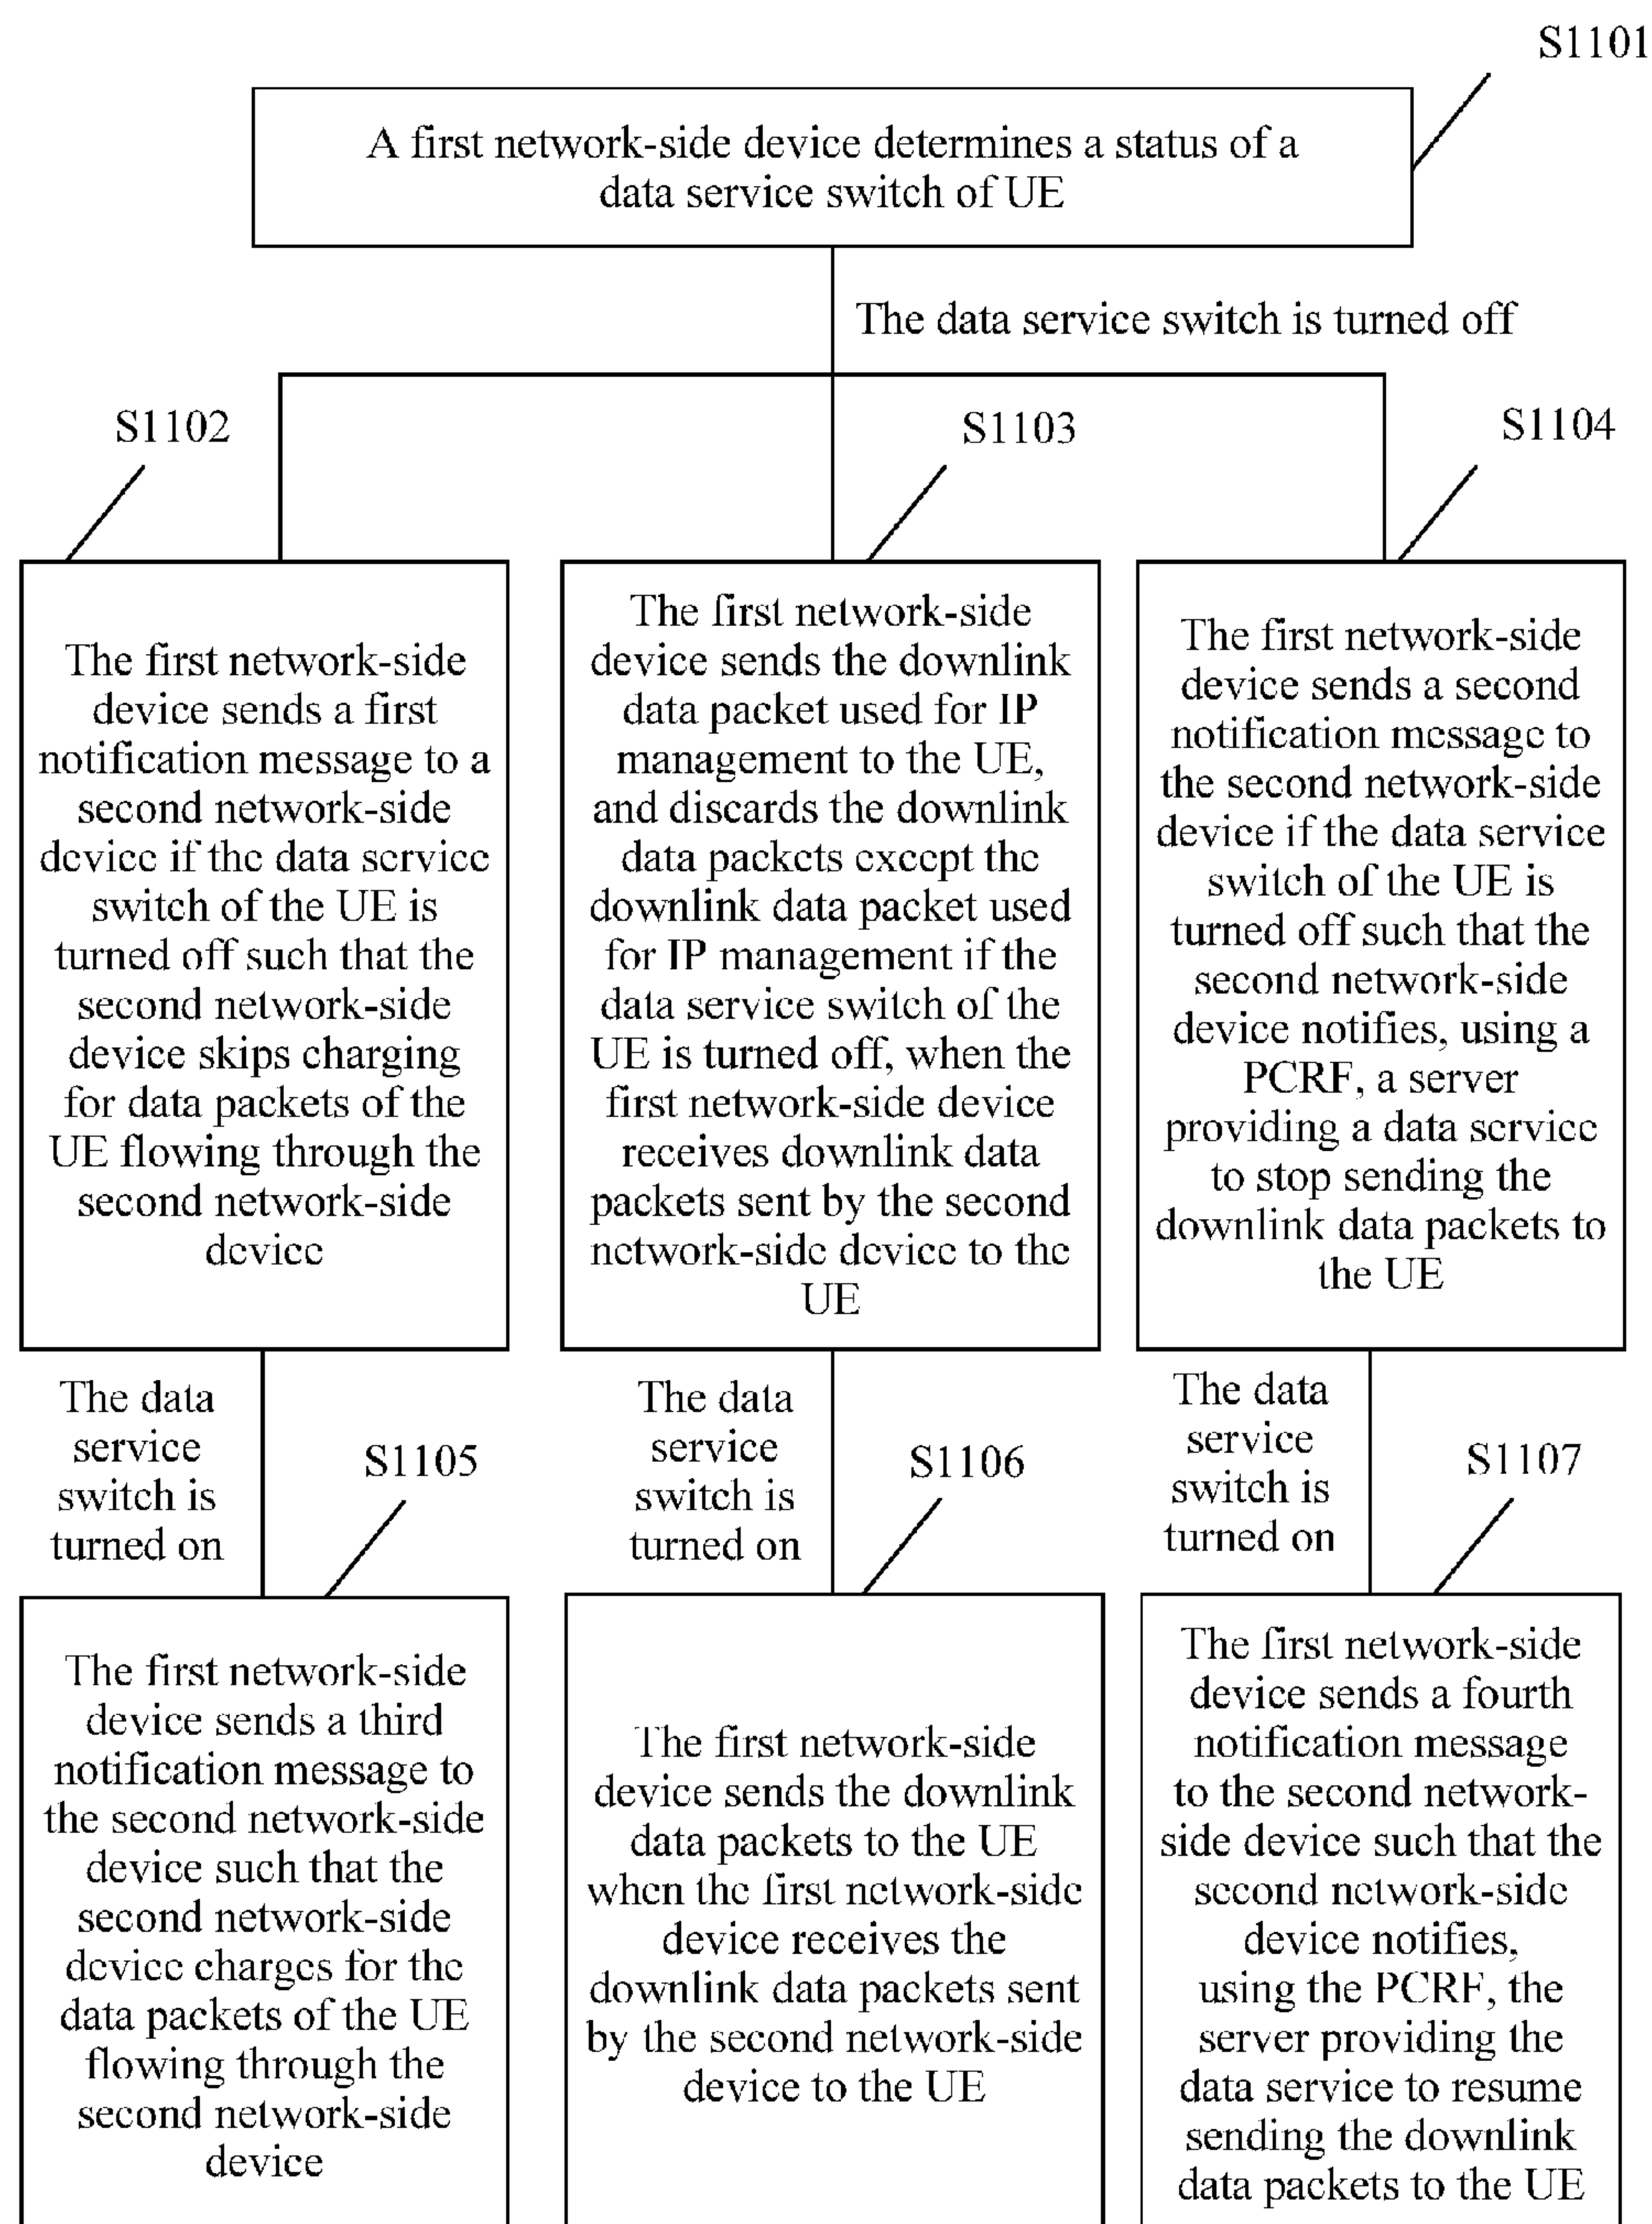 S1101
A first network-side device determines a status of a
data service switch of UE
The data service switch is turned off
S1102
S1103
S1104
The first network-side
device sends a first
notification message to a
second network-side
device if the data service
switch of the UE is
turned off such that the
second network-side
device skips charging
for data packets of the
UE flowing through the
second network-side
device
The first network-side
device sends the downlink
data packet used for IP
management to the UE,
and discards the downlink
data packets except the
downlink data packet used
for IP management if the
data service switch of the
UE is turned off, when the
first network-side device
receives downlink data
packets sent by the second
network-side device to the
UE
The first network-side
device sends a second
notification message to
the second network-side
device if the data service
switch of the UE is
turned off such that the
second network-side
device notifies, using a
PCRF, a server
providing a data service
to stop sending the
downlink data packets to
the UE
The data
service
switch is
turned on
S1105
The data
service
switch is
turned on
S1106
The data
service
switch is
turned on
S1107
The first network-side
device sends a third
notification message to
the second network-side
device such that the
second network-side
device charges for the
data packets of the UE
flowing through the
second network-side
device
The first network-side
device sends the downlink
data packets to the UE
when the first network-side
device receives the
downlink data packets sent
by the second network-side
device to the UE
The first network-side
device sends a fourth
notification message
to the second network-
side device such that the
second network-side
device notifies,
using the PCRF, the
server providing the
data service to resume
sending the downlink
data packets to the UE